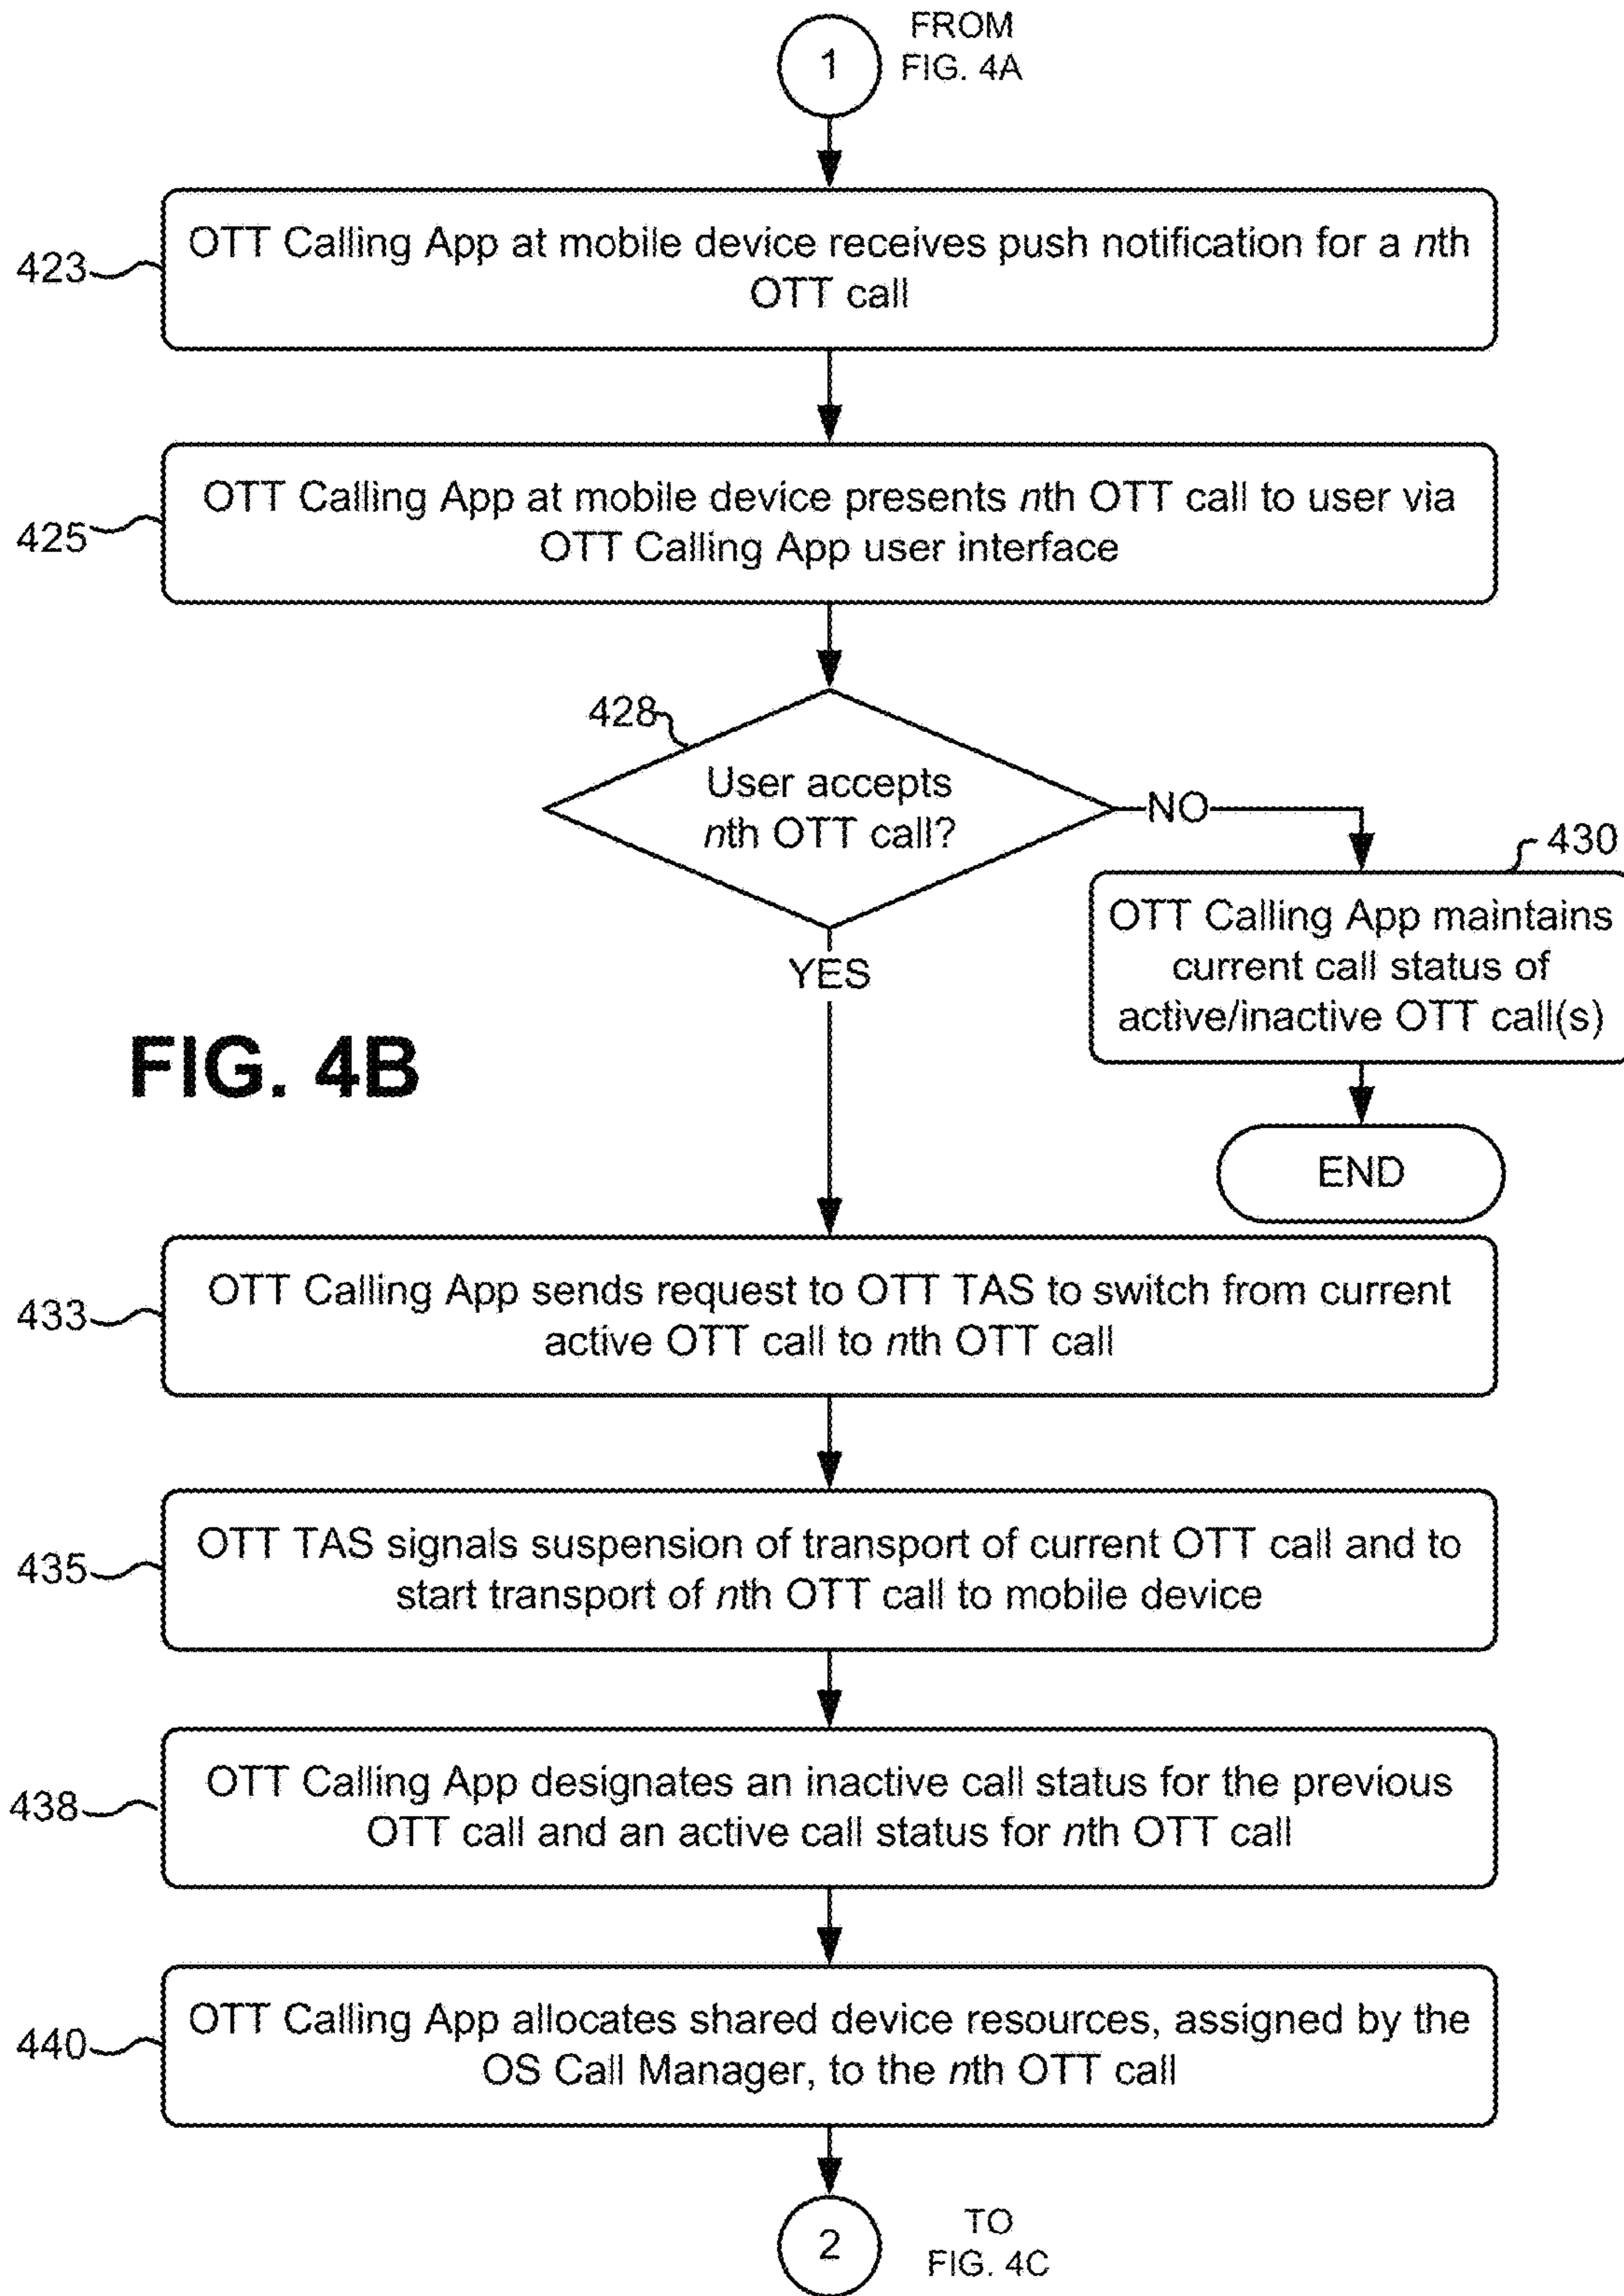 1
FROM
FIG. 4A
423
OTT Calling App at mobile device receives push notification for a nth
OTT call
425
OTT Calling App at mobile device presents nth OTT call to user via
OTT Calling App user interface
428
User accepts
nth OTT call?
NO
430
OTT Calling App maintains
current call status of
active/inactive OTT call(s)
YES
END
FIG. 4B
433
OTT Calling App sends request to OTT TAS to switch from current
active OTT call to nth OTT call
435
OTT TAS signals suspension of transport of current OTT call and to
start transport of nth OTT call to mobile device
438
OTT Calling App designates an inactive call status for the previous
OTT call and an active call status for nth OTT call
440
OTT Calling App allocates shared device resources, assigned by the
OS Call Manager, to the nth OTT call
2
TO
FIG. 4C